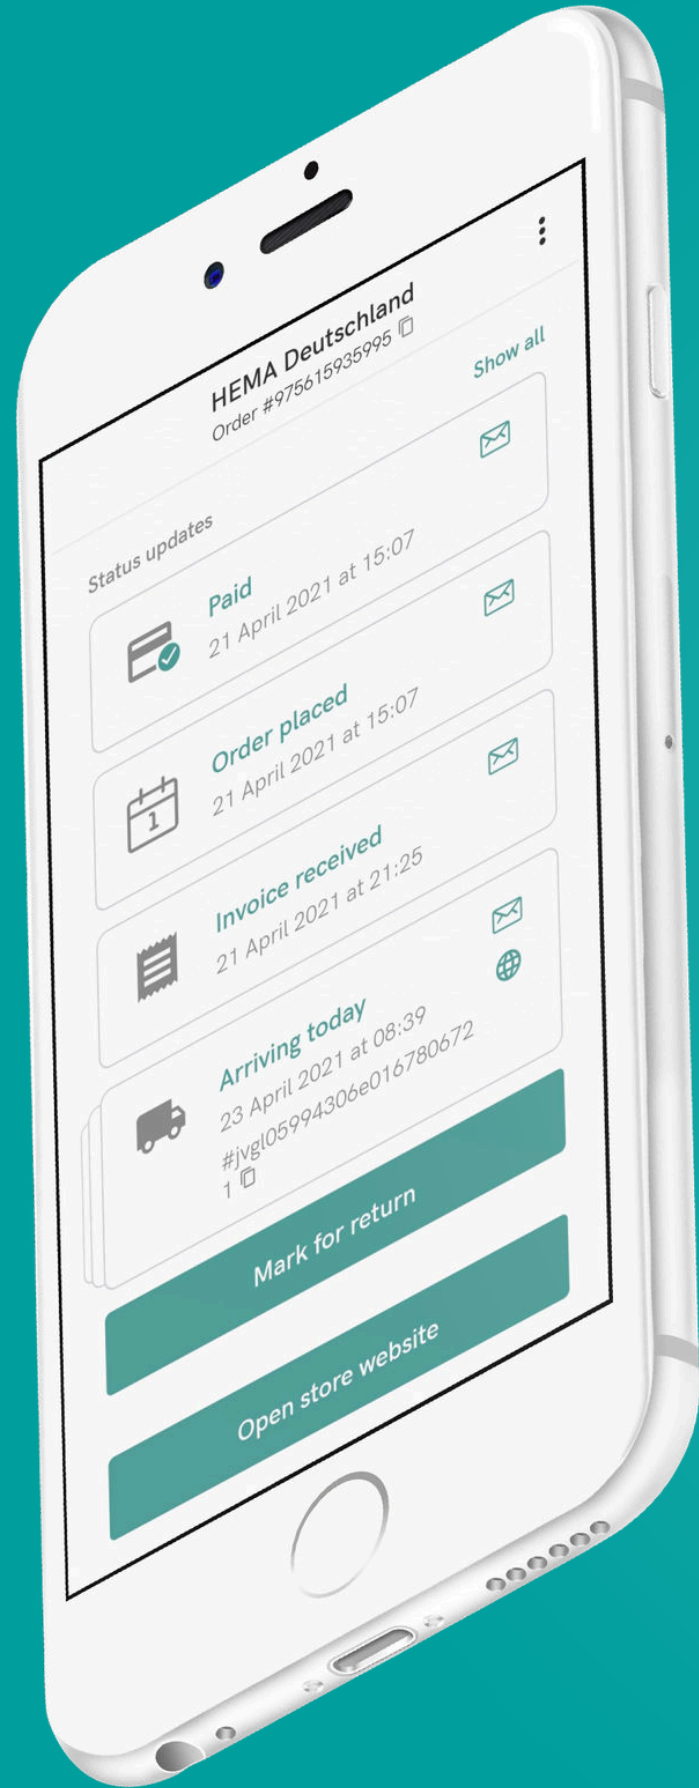 HEMA Deutschland
Order #975615935995
Show all
Status updates
Paid
21 April 2021 at 15:07
Order placed
21 April 2021 at 15:07
1
Invoice received
21 April 2021 at 21:25
Arriving today
23 April 2021 at 08:39
#jvgl05994306e016780672
1
Mark for return
Open store website